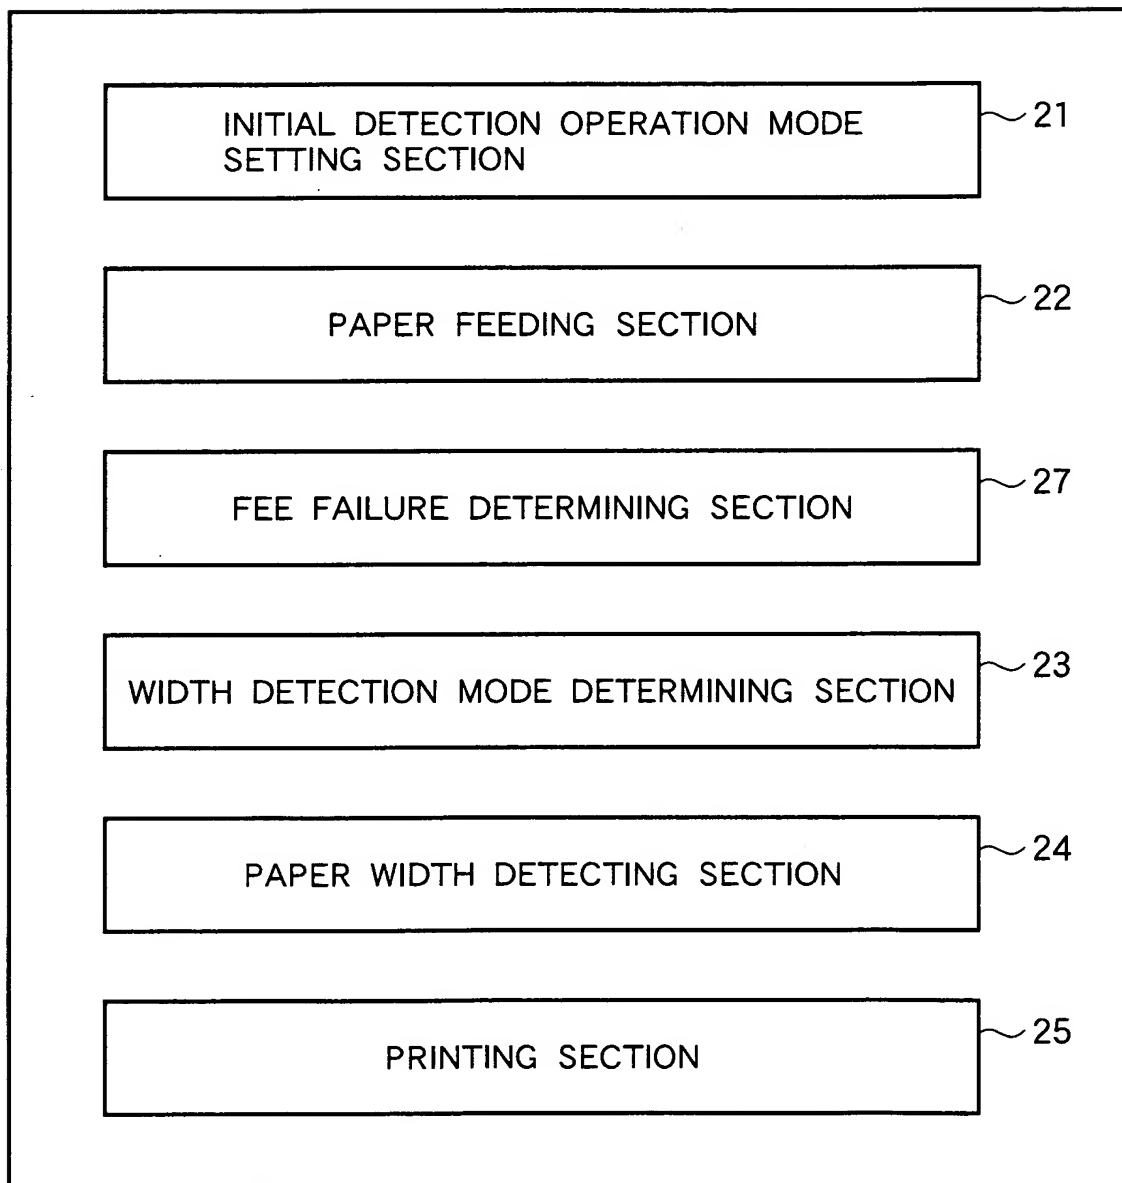 INITIAL DETECTION OPERATION MODE
SETTING SECTION
21
PAPER FEEDING SECTION
22
FEE FAILURE DETERMINING SECTION
27
WIDTH DETECTION MODE DETERMINING SECTION
23
PAPER WIDTH DETECTING SECTION
24
PRINTING SECTION
25